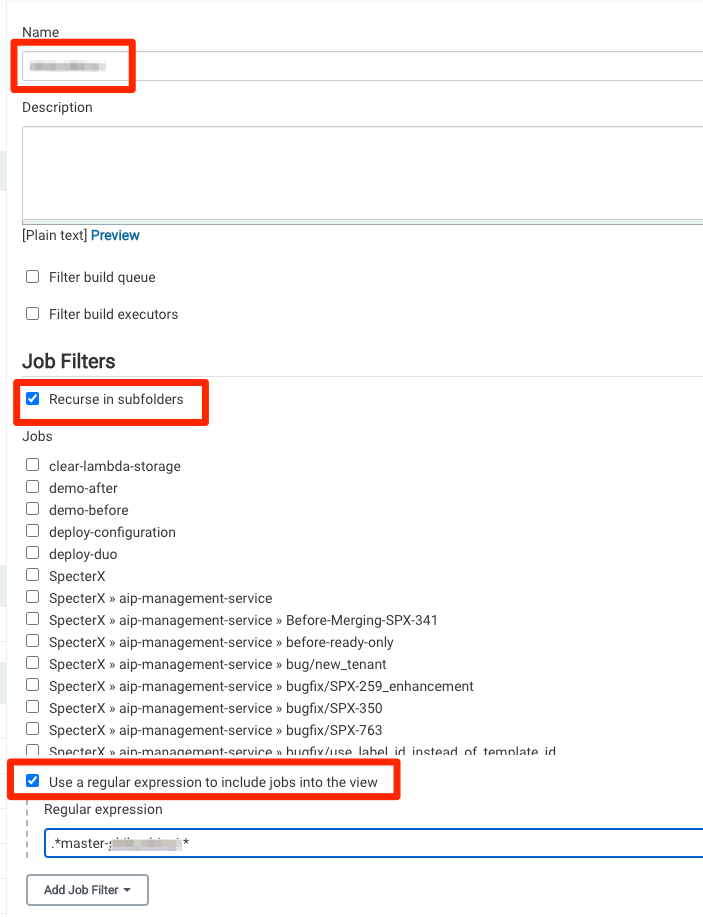 Name
Description
[Plain text] Preview
Filter build queue
Filter build executors
Job Filters
Recurse in subfolders
Jobs
clear-lambda-storage
demo-after
demo-before
deploy-configuration
deploy-duo
SpecterX
SpecterX » aip-management-service
SpecterX » aip-management-service » Before-Merging-SPX-341
SpecterX » aip-management-service » before-ready-only
SpecterX » aip-management-service » bug/new_tenant
SpecterX » aip-management-service » bugfix/SPX-259_enhancement
SpecterX » aip-management-service » bugfix/SPX-350
SpecterX » aip-management-service » bugfix/SPX-763
SpecterX » aip-management-service » bugfix/use_label_id_instead_of_template_id
Use a regular expression to include jobs into the view
Regular expression
.*master- *
Add Job Filter